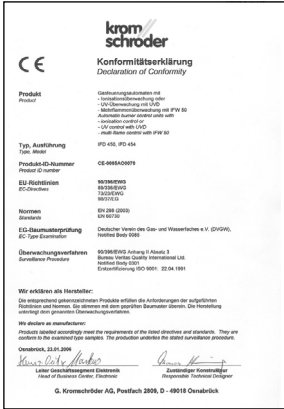 krom
schröder
CE
Konformitätserklärung
Declaration of Conformity
Produkt
Product
Gasfeuerungsautomaten mit
- Ionisationsüberwachung oder
- UV-Überwachung mit UVD
- Mehrflammenüberwachung mit IFW 50
Automatic burner control units with
- ionisation control or
- UV control with UVD
- multi-flame control with IFW 50
Typ, Ausführung
Type, Model
IFD 450, IFD 454
Produkt-ID-Nummer
Product ID number
CE-0085AO0079
EU-Richtlinien
EC-Directives
90/396/EWG
89/336/EWG
73/23/EWG
98/37/EG
Normen
Standards
EN 298 (2003)
EN 60730
EG-Baumusterprüfung
EC-Type Examination
Deutscher Verein des Gas- und Wasserfaches e.V. (DVGW),
Notified Body 0085
Überwachungsverfahren
Surveillance Procedure
90/396/EWG Anhang II Absatz 3
Bureau Veritas Quality International Ltd.
Notified Body 0301
Erstzertifizierung ISO 9001: 22.04.1991
Wir erklären als Hersteller:
Die entsprechend gekennzeichneten Produkte erfüllen die Anforderungen der aufgeführten
Richtlinien und Normen. Sie stimmen mit dem geprüften Baumuster überein. Die Herstellung
unterliegt dem genannten Überwachungsverfahren.
We declare as manufacturer:
Products labelled accordingly meet the requirements of the listed directives and standards. They are
conform to the examined type samples. The production underlies the stated surveillance procedure.
Osnabrück, 23.01.2006
Leiter Geschäftssegment Elektronik
Head of Business Center, Electronic
Zuständiger Konstrukteur
Responsible Technical Designer
G. Kromschröder AG, Postfach 2809, D - 49018 Osnabrück